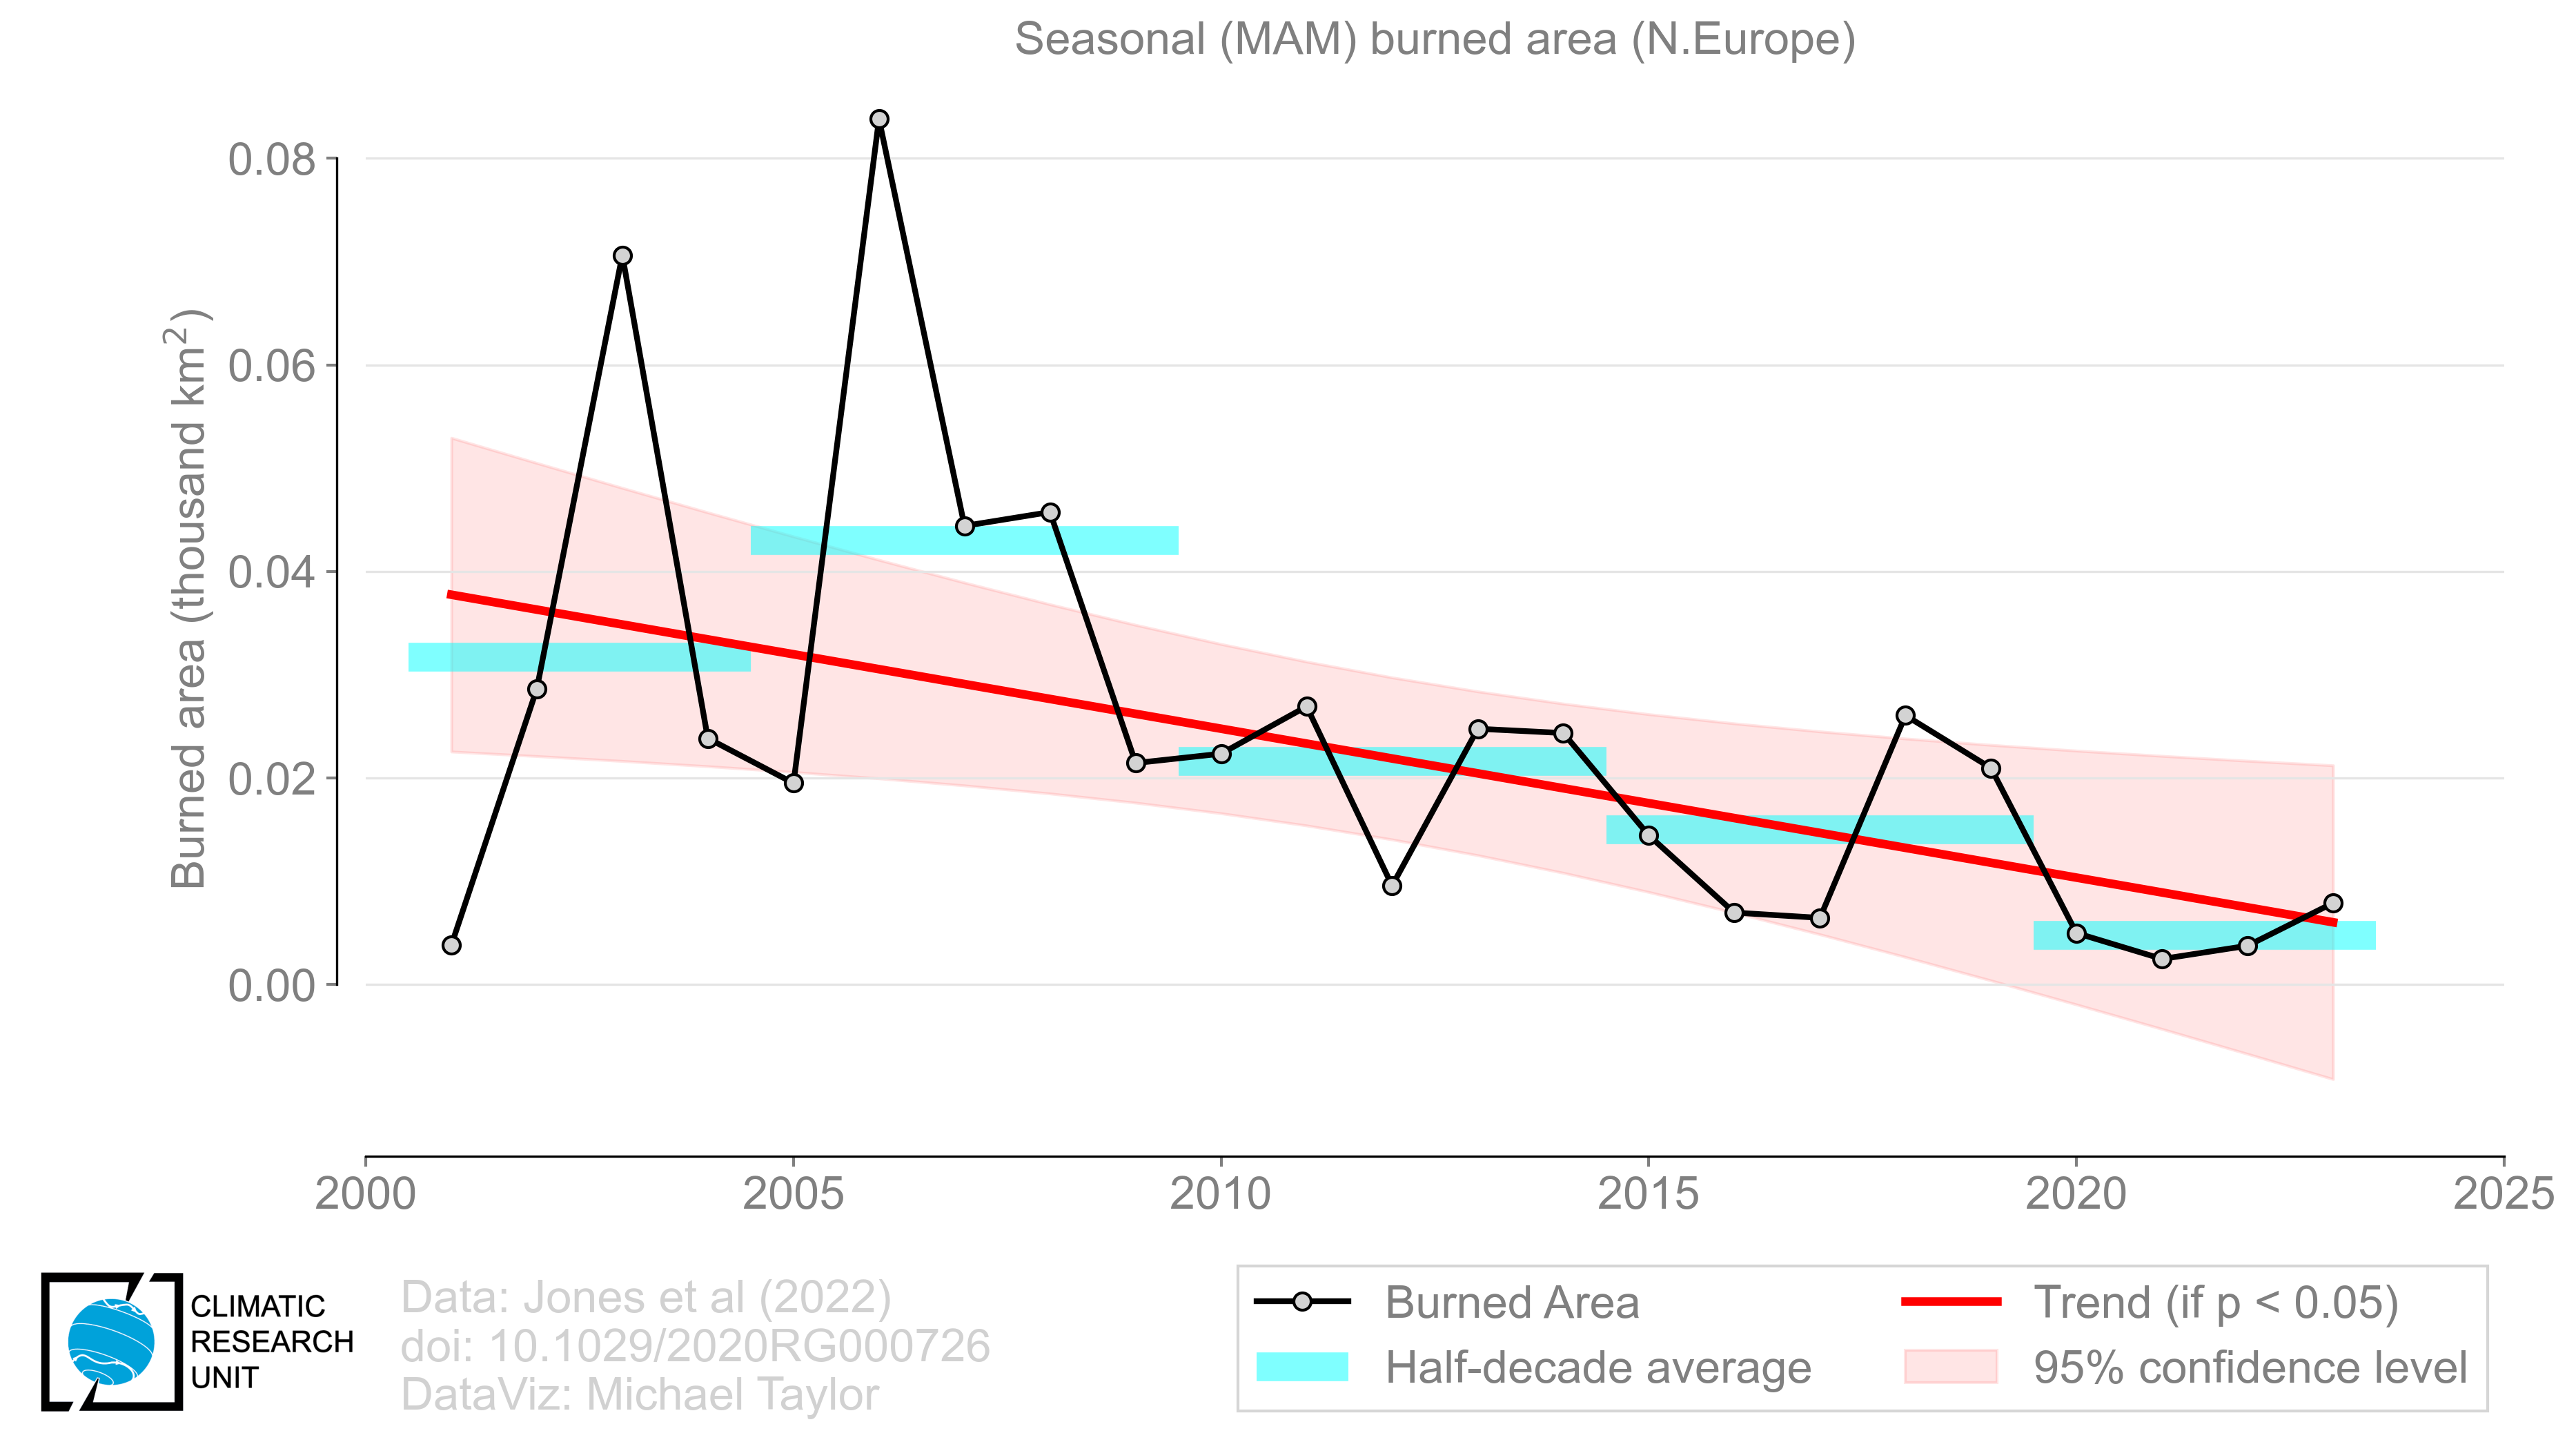 Seasonal (MAM) burned area (N.Europe)
Burned area (thousand km²)
0.08
0.06
0.04
0.02
0.00
2000 2005 2010 2015 2020 2025
CLIMATIC
RESEARCH
UNIT
Data: Jones et al (2022)
doi: 10.1029/2020RG000726
DataViz: Michael Taylor
Burned Area
Half-decade average
Trend (if p < 0.05)
95% confidence level